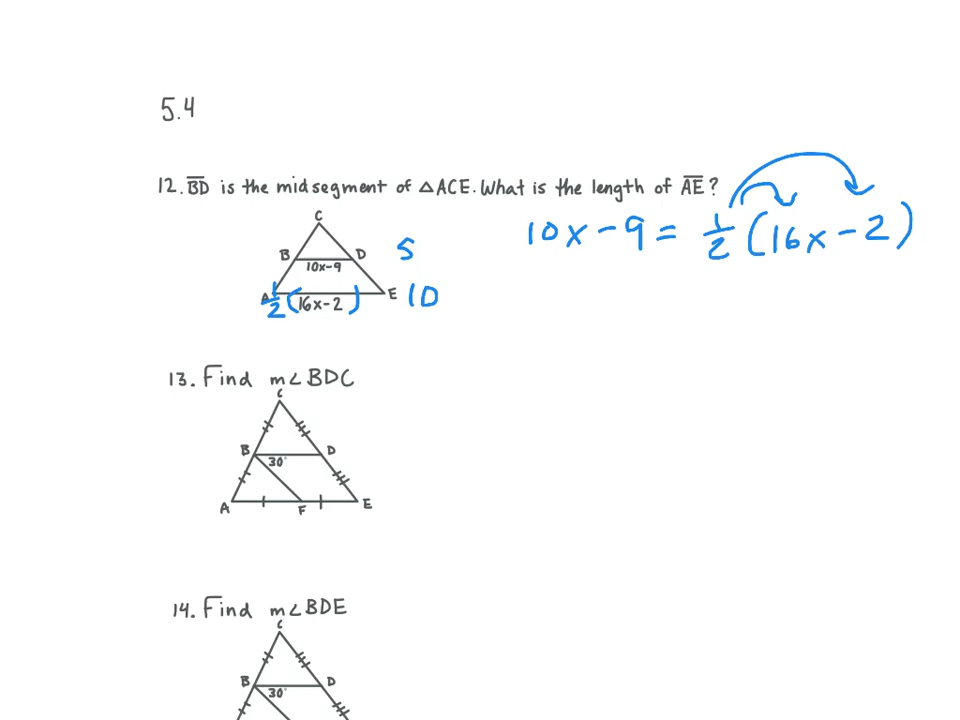 5.4
12. BD is the midsegment of △ACE. What is the length of AE?
10x-9 = 1/2 (16x-2)
C
B D 5
10x-9
A 1/2 (16x-2) E 10
13. Find m∠BDC
C
B D
30°
A F E
14. Find m∠BDE
C
B D
30°